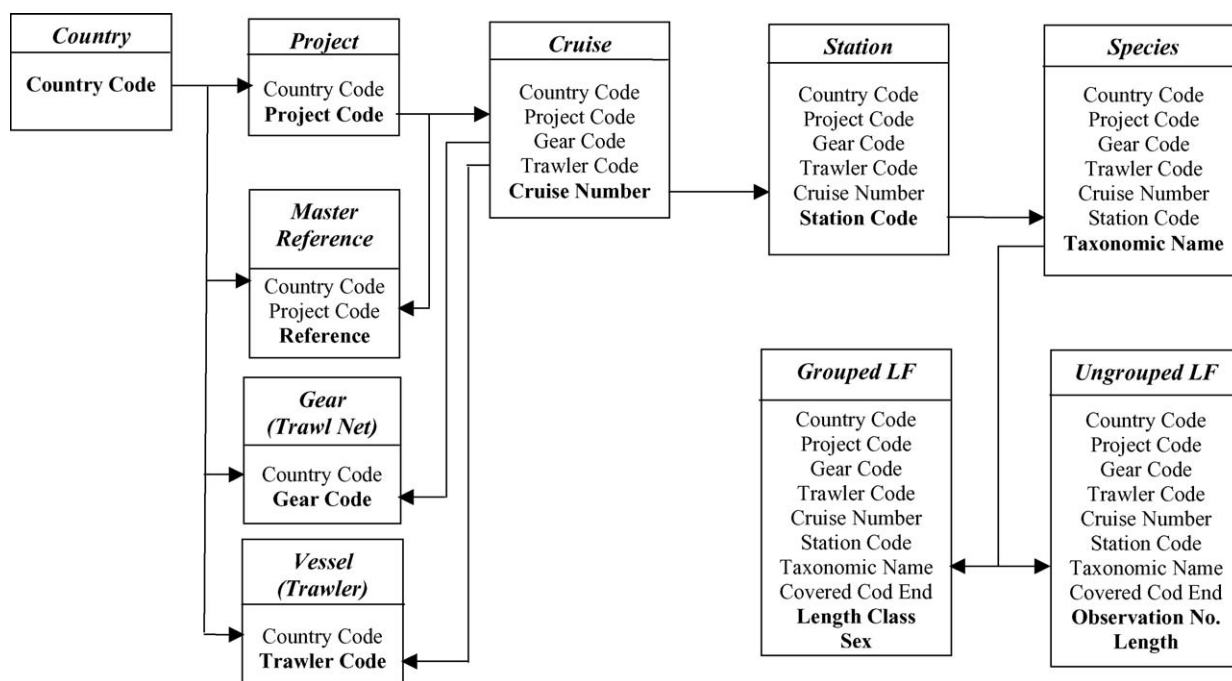 Country
Country Code
Project
Country Code
Project Code
Master
Reference
Country Code
Project Code
Reference
Gear
(Trawl Net)
Country Code
Gear Code
Vessel
(Trawler)
Country Code
Trawler Code
Cruise
Country Code
Project Code
Gear Code
Trawler Code
Cruise Number
Station
Country Code
Project Code
Gear Code
Trawler Code
Cruise Number
Station Code
Species
Country Code
Project Code
Gear Code
Trawler Code
Cruise Number
Station Code
Taxonomic Name
Grouped LF
Country Code
Project Code
Gear Code
Trawler Code
Cruise Number
Station Code
Taxonomic Name
Covered Cod End
Length Class
Sex
Ungrouped LF
Country Code
Project Code
Gear Code
Trawler Code
Cruise Number
Station Code
Taxonomic Name
Covered Cod End
Observation No.
Length